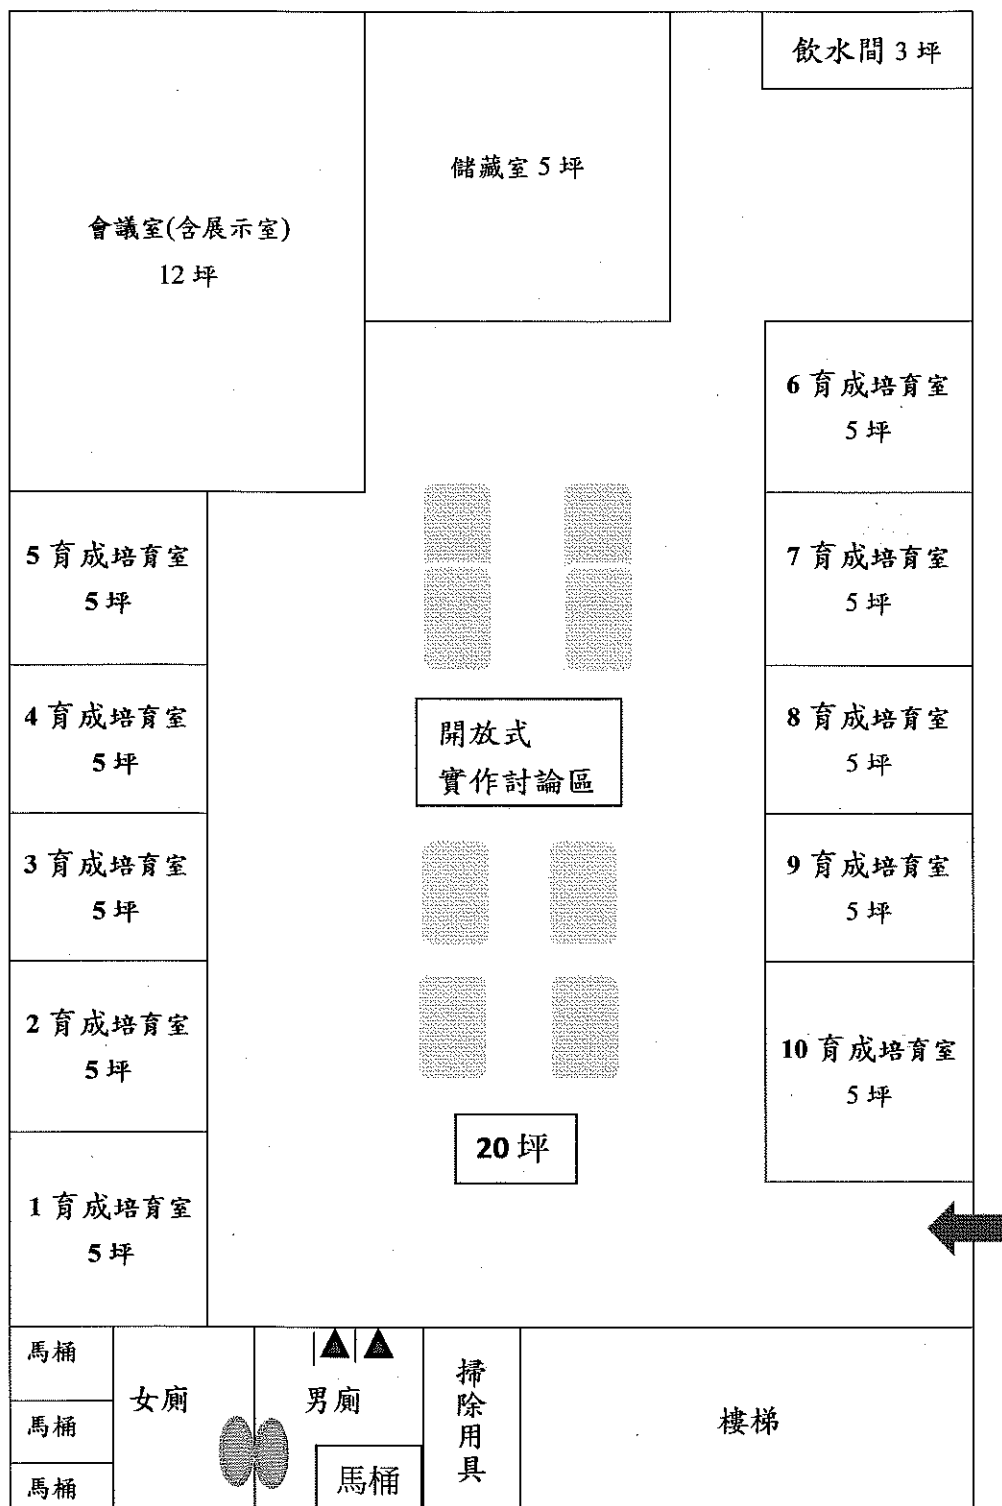 飲水間 3 坪
儲藏室 5 坪
會議室(含展示室)
12 坪
6 育成培育室
5 坪
5 育成培育室
5 坪
7 育成培育室
5 坪
4 育成培育室
5 坪
開放式
實作討論區
8 育成培育室
5 坪
3 育成培育室
5 坪
9 育成培育室
5 坪
2 育成培育室
5 坪
10 育成培育室
5 坪
20 坪
1 育成培育室
5 坪
馬桶
馬桶
馬桶
女廁
男廁
馬桶
掃除用具
樓梯